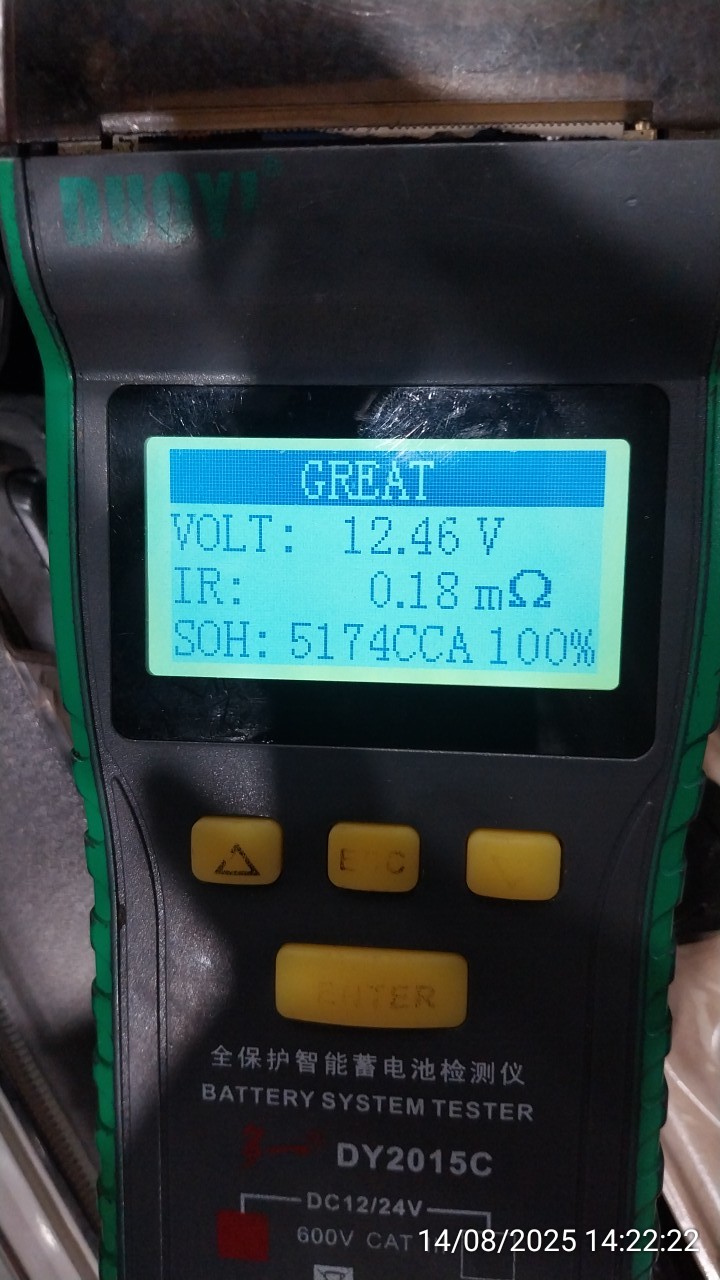 DUOYI®
GREAT
VOLT: 12.46 V
IR: 0.18 mΩ
SOH: 5174CCA 100%
ENTER
全保护智能蓄电池检测仪
BATTERY SYSTEM TESTER
DY2015C
DC12/24V
600V CAT
14/08/2025 14:22:22